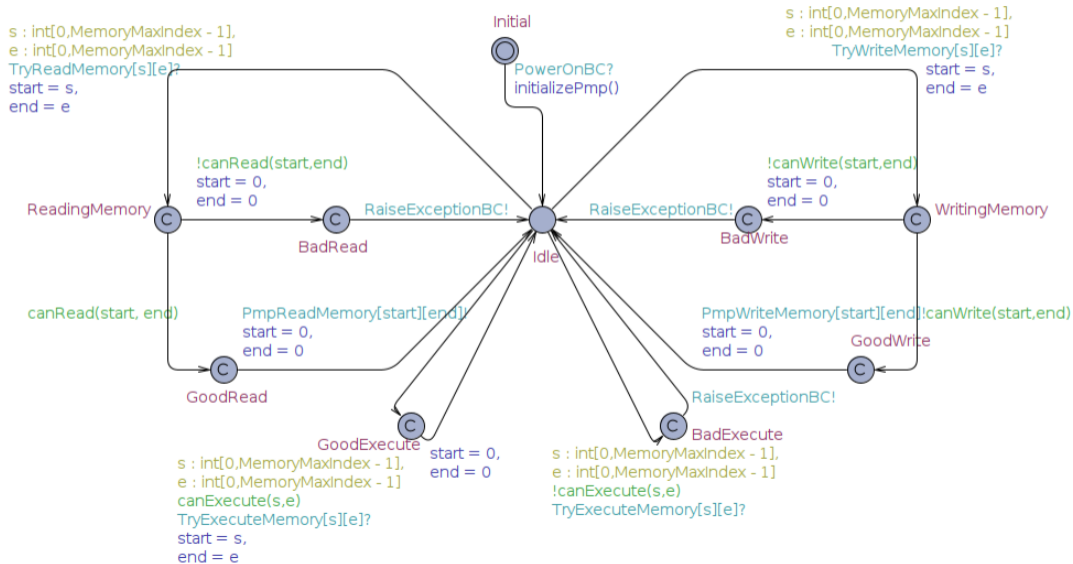 Initial
s : int[0,MemoryMaxIndex - 1],
e : int[0,MemoryMaxIndex - 1]
TryReadMemory[s][e]?
start = s,
end = e
PowerOnBC?
initializePmp()
s : int[0,MemoryMaxIndex - 1],
e : int[0,MemoryMaxIndex - 1]
TryWriteMemory[s][e]?
start = s,
end = e
!canRead(start,end)
start = 0,
end = 0
!canWrite(start,end)
start = 0,
end = 0
ReadingMemory
C
C
BadRead
RaiseExceptionBC!
Idle
RaiseExceptionBC!
C
BadWrite
C
WritingMemory
canRead(start, end)
PmpReadMemory[start][end]!
start = 0,
end = 0
C
GoodRead
PmpWriteMemory[start][end]!
start = 0,
end = 0
canWrite(start,end)
GoodWrite
C
C
GoodExecute
start = 0,
end = 0
s : int[0,MemoryMaxIndex - 1],
e : int[0,MemoryMaxIndex - 1]
canExecute(s,e)
TryExecuteMemory[s][e]?
start = s,
end = e
RaiseExceptionBC!
C
BadExecute
s : int[0,MemoryMaxIndex - 1],
e : int[0,MemoryMaxIndex - 1]
!canExecute(s,e)
TryExecuteMemory[s][e]?